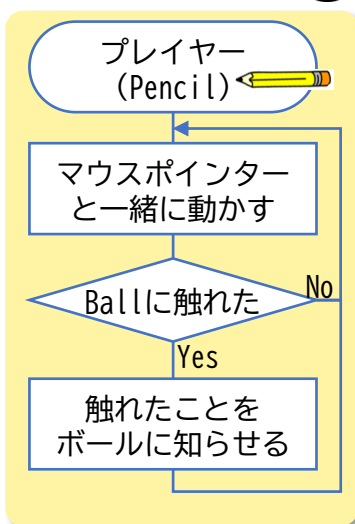 プレイヤー
(Pencil)
マウスポインター
と一緒に動かす
Ballに触れた
No
Yes
触れたことを
ボールに知らせる